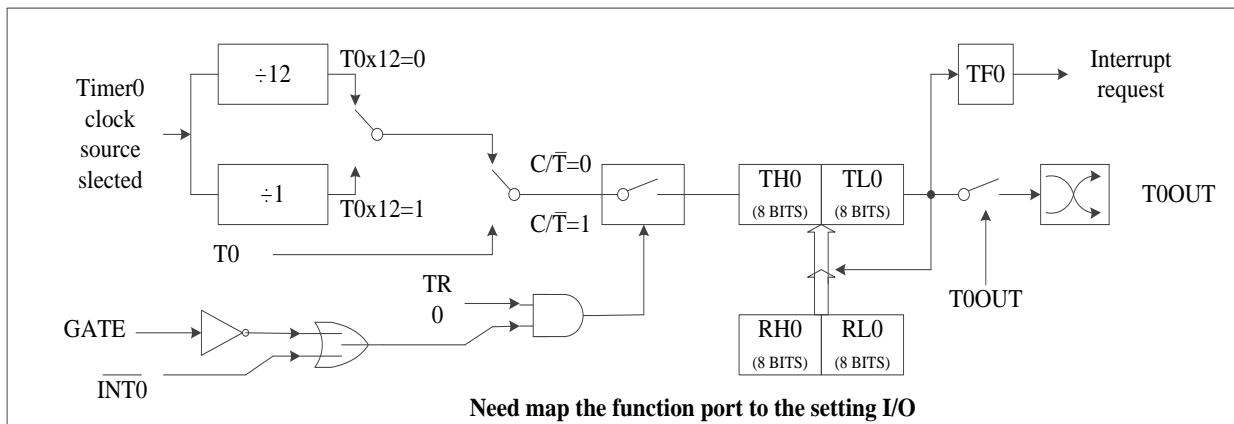 T0x12=0
÷12
Timer0
clock
source
slected
÷1
T0x12=1
C/T̅=0
C/T̅=1
T0
TR
0
GATE
I̅N̅T̅0̅
TH0
(8 BITS)
TL0
(8 BITS)
RH0
(8 BITS)
RL0
(8 BITS)
TF0
Interrupt
request
T0OUT
T0OUT
Need map the function port to the setting I/O